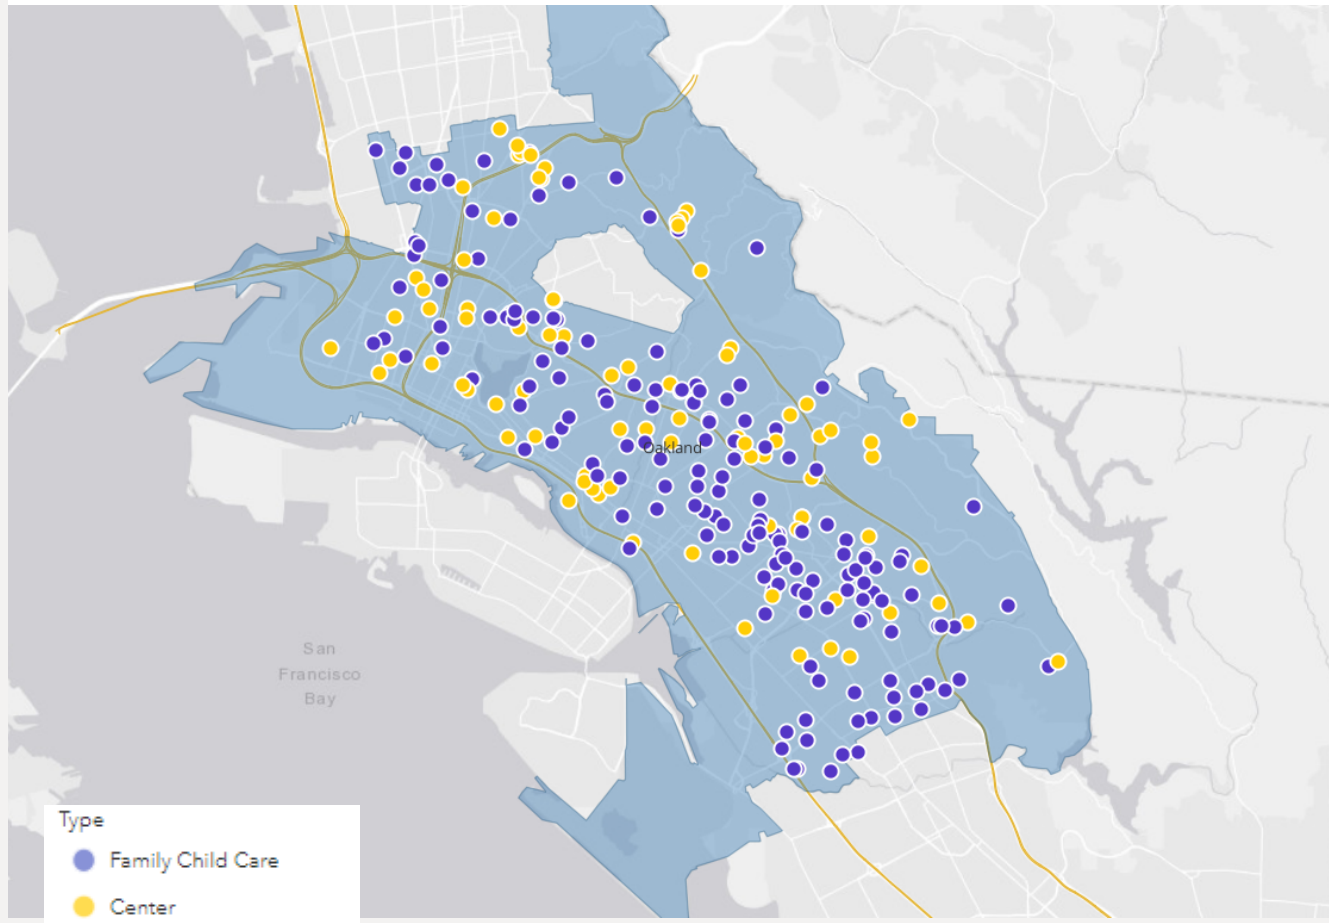 Oakland
San
Francisco
Bay
Type
Family Child Care
Center